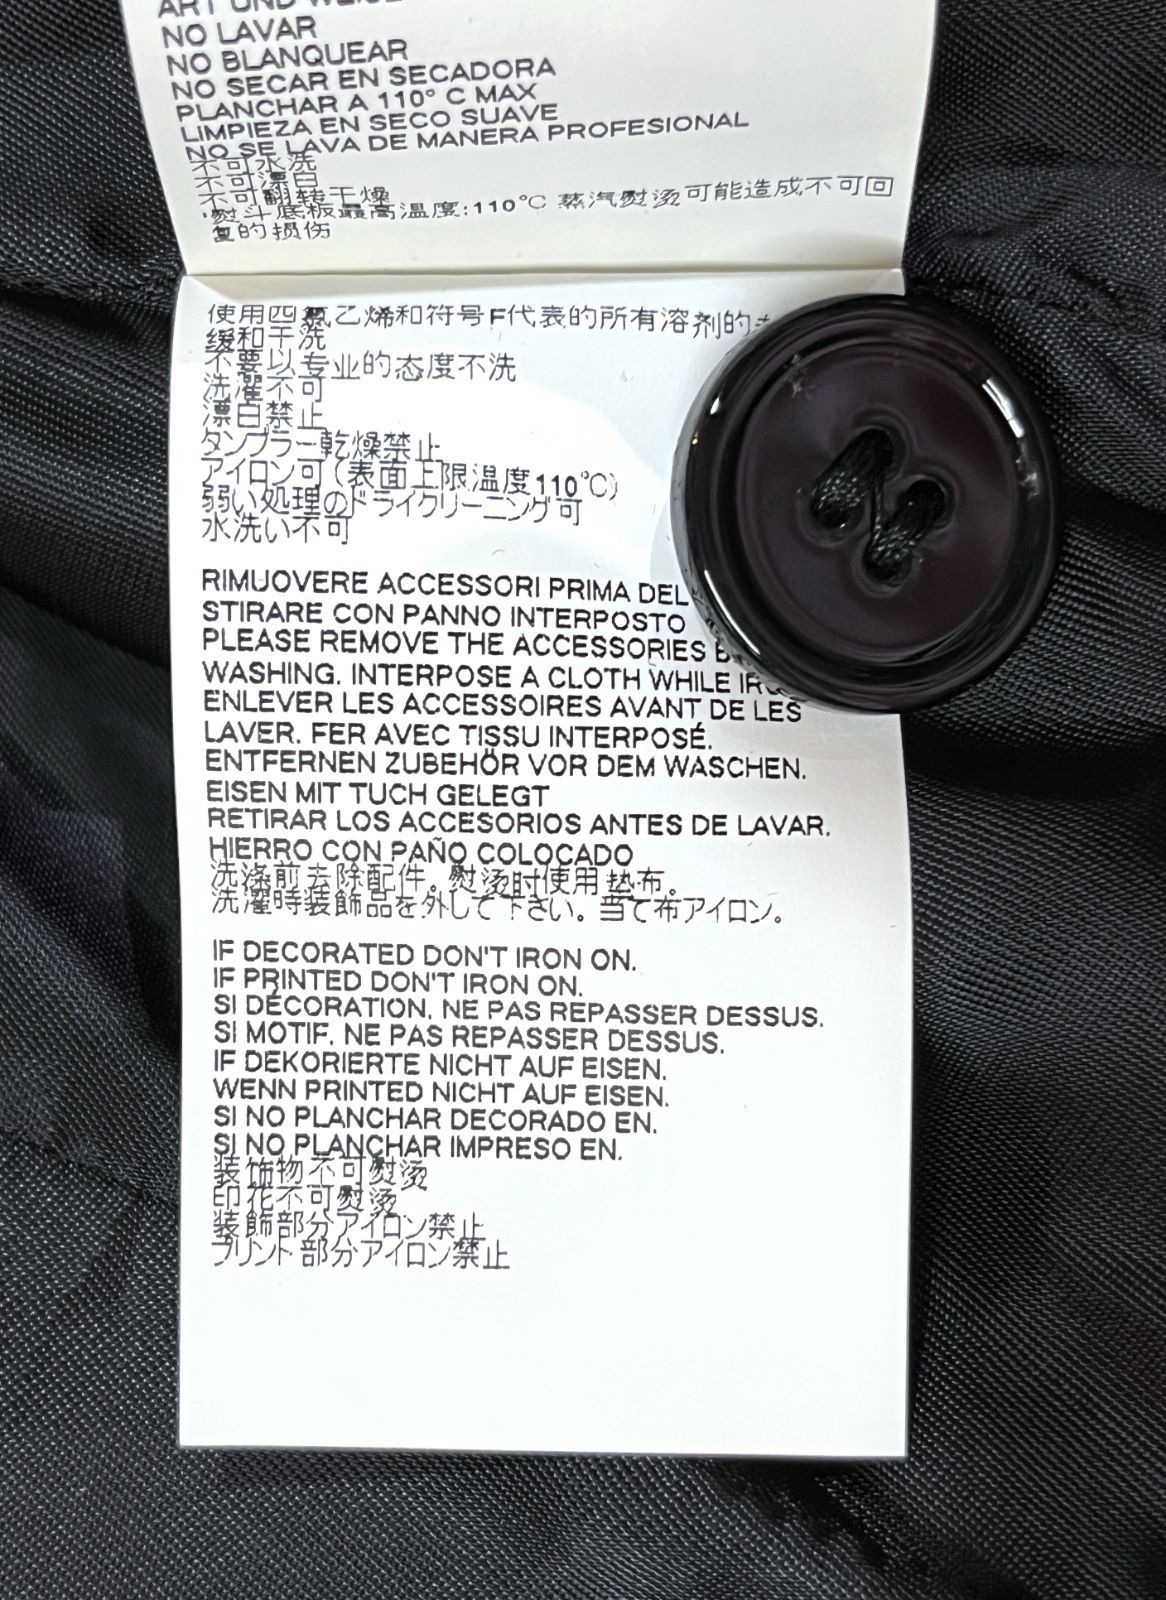 ART UND
NO LAVAR
NO BLANQUEAR
NO SECAR EN SECADORA
PLANCHAR A 110° C MAX
LIMPIEZA EN SECO SUAVE
NO SE LAVA DE MANERA PROFESIONAL
不可水洗
不可漂白
不可翻转干燥
熨斗底板最高温度:110°C 蒸汽熨烫可能造成不可回
复的损伤
使用四氯乙烯和符号F代表的所有溶剂的
缓和干洗
不要以专业的态度不洗
洗濯不可
漂白禁止
タンブラー乾燥禁止
アイロン可(表面上限温度110°C)
弱い処理のドライクリーニング可
水洗い不可
RIMUOVERE ACCESSORI PRIMA DEL
STIRARE CON PANNO INTERPOSTO
PLEASE REMOVE THE ACCESSORIES
WASHING. INTERPOSE A CLOTH WHILE
ENLEVER LES ACCESSOIRES AVANT DE LES
LAVER. FER AVEC TISSU INTERPOSÉ.
ENTFERNEN ZUBEHÖR VOR DEM WASCHEN.
EISEN MIT TUCH GELEGT
RETIRAR LOS ACCESORIOS ANTES DE LAVAR.
HIERRO CON PAÑO COLOCADO
洗涤前去除配件。熨烫时使用垫布。
洗濯時装飾品を外して下さい。当て布アイロン。
IF DECORATED DON'T IRON ON.
IF PRINTED DON'T IRON ON.
SI DÉCORATION, NE PAS REPASSER DESSUS.
SI MOTIF, NE PAS REPASSER DESSUS.
IF DEKORIERTE NICHT AUF EISEN.
WENN PRINTED NICHT AUF EISEN.
SI NO PLANCHAR DECORADO EN.
SI NO PLANCHAR IMPRESO EN.
装饰物不可熨烫
印花不可熨烫
装飾部分アイロン禁止
プリント部分アイロン禁止